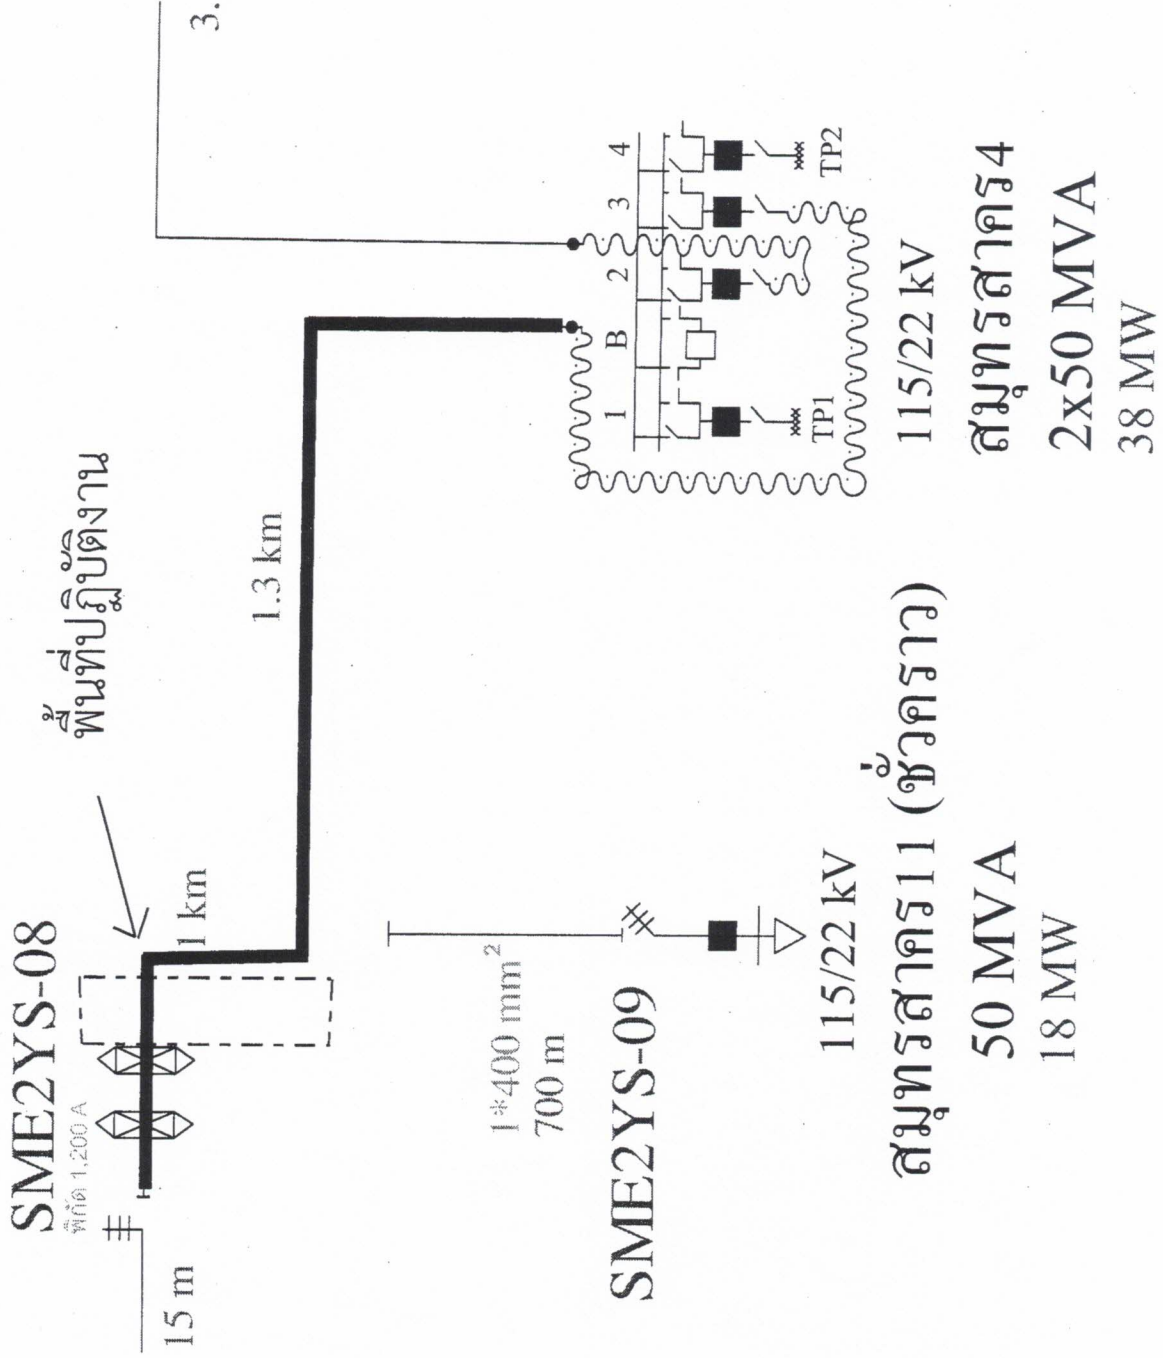 SME2YS-08
พิกัด 1,200 A
15 m
1 km
พื้นที่ปฏิบัติงาน
1.3 km
3.
1 B 2 3 4
TP1
TP2
115/22 kV
สมุทรสาคร4
2x50 MVA
38 MW
1*400 mm²
700 m
SME2YS-09
115/22 kV
สมุทรสาคร11 (ชั่วคราว)
50 MVA
18 MW